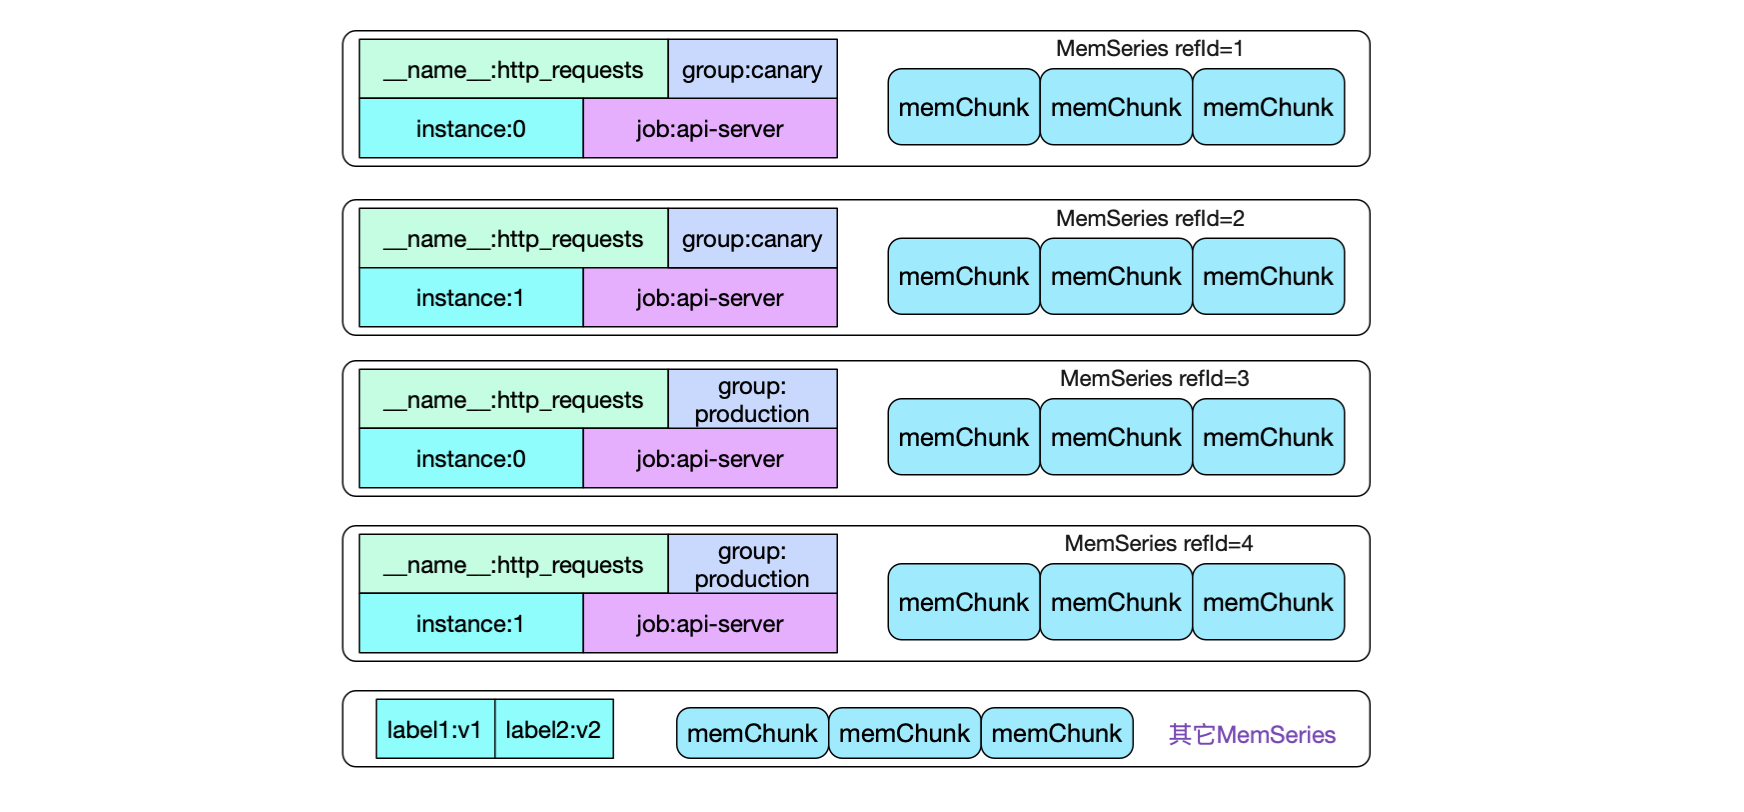 __name__:http_requests
group:canary
instance:0
job:api-server
MemSeries refId=1
memChunk memChunk memChunk
__name__:http_requests
group:canary
instance:1
job:api-server
MemSeries refId=2
memChunk memChunk memChunk
__name__:http_requests
group:
production
instance:0
job:api-server
MemSeries refId=3
memChunk memChunk memChunk
__name__:http_requests
group:
production
instance:1
job:api-server
MemSeries refId=4
memChunk memChunk memChunk
label1:v1 label2:v2
memChunk memChunk memChunk
其它MemSeries